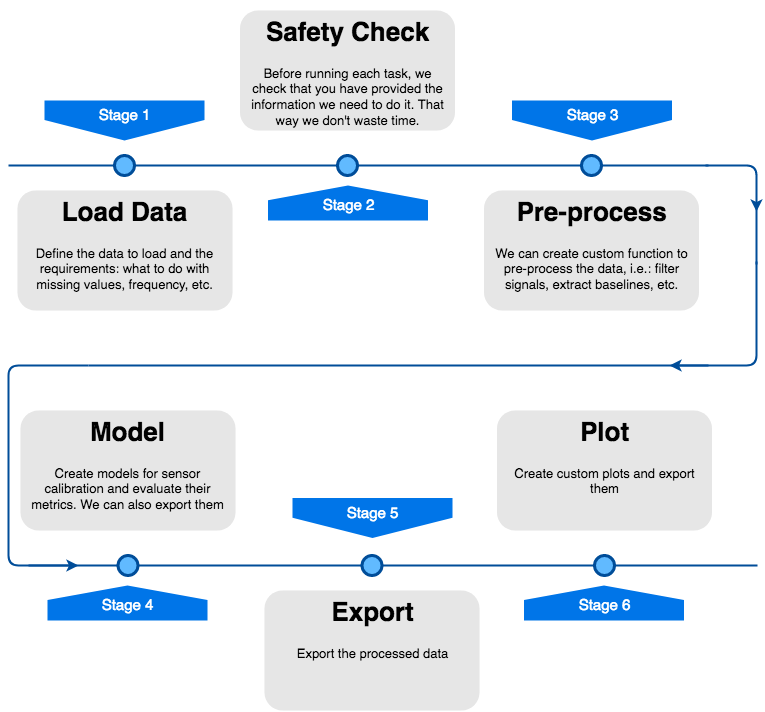 Safety Check
Before running each task, we
check that you have provided the
information we need to do it. That
way we don't waste time.
Stage 1
Stage 3
Stage 2
Load Data
Define the data to load and the
requirements: what to do with
missing values, frequency, etc.
Pre-process
We can create custom function to
pre-process the data, i.e.: filter
signals, extract baselines, etc.
Model
Create models for sensor
calibration and evaluate their
metrics. We can also export them
Plot
Create custom plots and export
them
Stage 5
Stage 4
Stage 6
Export
Export the processed data